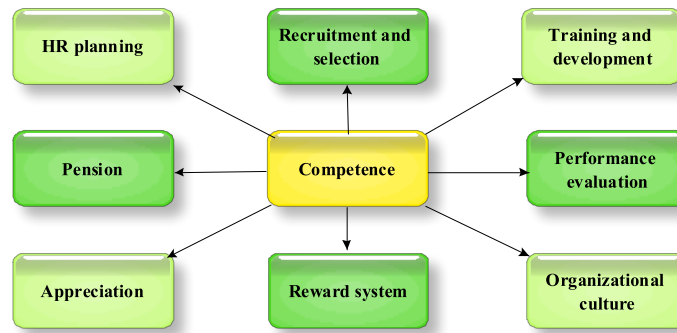 HR planning
Recruitment and
selection
Training and
development
Pension
Competence
Performance
evaluation
Appreciation
Reward system
Organizational
culture